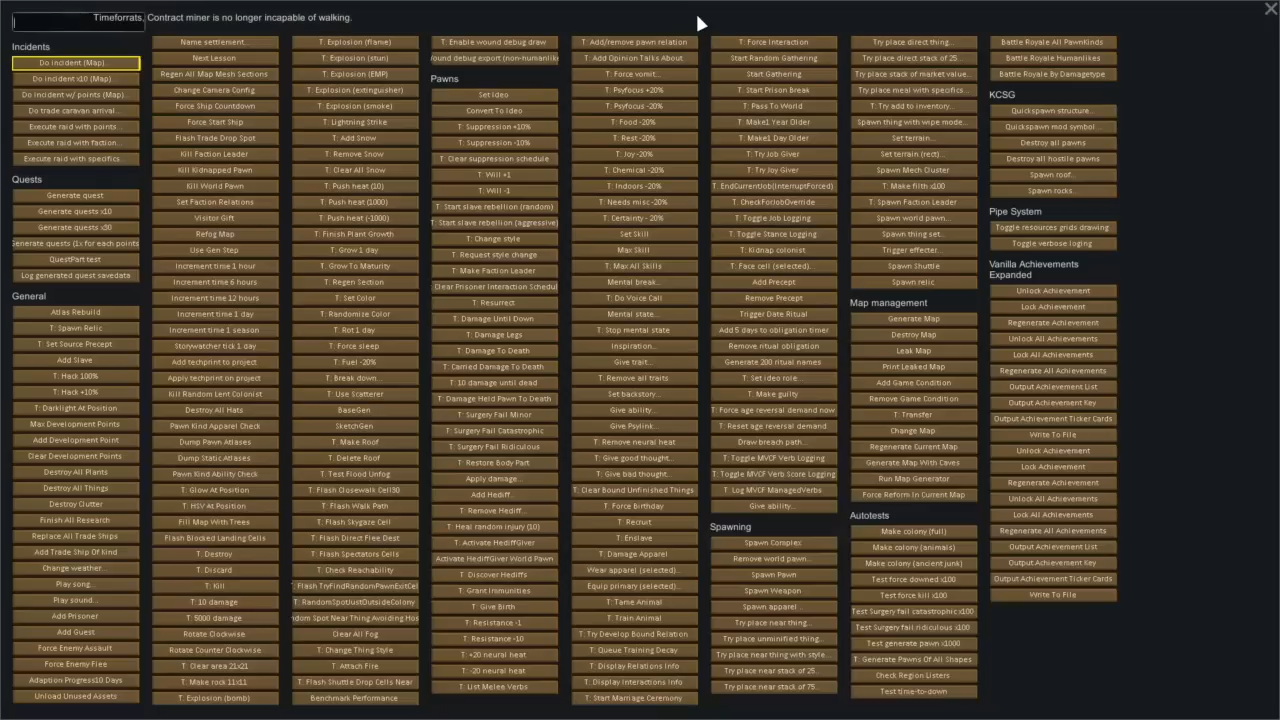 Timeforrats, Contract miner is no longer incapable of walking.
Incidents
Do incident (Map)...
Do incident x10 (Map)...
Do incident w/ points (Map)...
Do trade caravan arrival...
Execute raid with points...
Execute raid with faction...
Execute raid with specifics...
Quests
Generate quest
Generate quests x10
Generate quests x30
Generate quests (1x for each points
QuestPart test
Log generated quest savedata
General
Atlas Rebuild
T: Spawn Relic
T: Set Source Precept
Add Slave
T: Hack 100%
T: Hack +10%
T: Darklight At Position
Max Development Points
Add Development Point
Clear Development Points
Destroy All Plants
Destroy All Things
Destroy Clutter
Finish All Research
Replace All Trade Ships
Add Trade Ship Of Kind
Change weather...
Play song...
Play sound...
Add Prisoner
Add Guest
Force Enemy Assault
Force Enemy Flee
Adaption Progress10 Days
Unload Unused Assets
Name settlement...
Next Lesson
Regen All Map Mesh Sections
Change Camera Config
Force Ship Countdown
Force Start Ship
Flash Trade Drop Spot
Kill Faction Leader
Kill Kidnapped Pawn
Kill World Pawn
Set Faction Relations
Visitor Gift
Refog Map
Use Gen Step
Increment time 1 hour
Increment time 6 hours
Increment time 12 hours
Increment time 1 day
Increment time 1 season
Storywatcher tick 1 day
Add techprint to project
Apply techprint on project
Kill Random Lent Colonist
Destroy All Hats
Pawn Kind Apparel Check
Dump Pawn Atlases
Dump Static Atlases
Pawn Kind Ability Check
T: Glow At Position
T: HSV At Position
Fill Map With Trees
Flash Blocked Landing Cells
T: Destroy
T: Discard
T: Kill
T: 10 damage
T: 5000 damage
Rotate Clockwise
Rotate Counter Clockwise
T: Clear area 21x21
T: Make rock 11x11
T: Explosion (bomb)
T: Explosion (flame)
T: Explosion (stun)
T: Explosion (EMP)
T: Explosion (extinguisher)
T: Explosion (smoke)
T: Lightning Strike
T: Add Snow
T: Remove Snow
T: Clear All Snow
T: Push heat (10)
T: Push heat (1000)
T: Push heat (-1000)
T: Finish Plant Growth
T: Grow 1 day
T: Grow To Maturity
T: Regen Section
T: Set Color
T: Randomize Color
T: Rot 1 day
T: Force sleep
T: Fuel -20%
T: Break down...
T: Use Scatterer
BaseGen
SketchGen
T: Make Roof
T: Delete Roof
T: Test Flood Unfog
T: Flash Closewalk Cell30
T: Flash Walk Path
T: Flash Skygaze Cell
T: Flash Direct Flee Dest
T: Flash Spectators Cells
T: Check Reachability
T: Flash TryFindRandomPawnExitCel
T: RandomSpotJustOutsideColony
ndom Spot Near Thing Avoiding Hos
Clear All Fog
T: Change Thing Style
T: Attach Fire
T: Flash Shuttle Drop Cells Near
Benchmark Performance
T: Enable wound debug draw
Vound debug export (non-humanlik
Pawns
Set Ideo
Convert To Ideo
T: Suppression +10%
T: Suppression -10%
T: Clear suppression schedule
T: Will +1
T: Will -1
T: Start slave rebellion (random)
T: Start slave rebellion (aggressive)
T: Change style
T: Request style change
T: Make Faction Leader
Clear Prisoner Interaction Schedul
T: Resurrect
T: Damage Until Down
T: Damage Legs
T: Damage To Death
T: Carried Damage To Death
T: 10 damage until dead
T: Damage Held Pawn To Death
T: Surgery Fail Minor
T: Surgery Fail Catastrophic
T: Surgery Fail Ridiculous
T: Restore Body Part
Apply damage...
Add Hediff...
T: Remove Hediff...
T: Heal random injury (10)
T: Activate HediffGiver
Activate HediffGiver World Pawn
T: Discover Hediffs
T: Grant Immunities
T: Give Birth
T: Resistance -1
T: Resistance -10
T: +20 neural heat
T: -20 neural heat
T: List Melee Verbs
T: Add/remove pawn relation
T: Add Opinion Talks About..
T: Force vomit...
T: Psyfocus +20%
T: Psyfocus -20%
T: Food -20%
T: Rest -20%
T: Joy -20%
T: Chemical -20%
T: Indoors -20%
T: Needs misc -20%
T: Certainty - 20%
Set Skill
Max Skill
T: Max All Skills
Mental break...
T: Do Voice Call
Mental state...
T: Stop mental state
Inspiration...
Give trait...
T: Remove all traits
Set backstory...
Give ability...
Give Psylink...
T: Remove neural heat
T: Give good thought...
T: Give bad thought...
T: Clear Bound Unfinished Things
T: Force Birthday
T: Recruit
T: Enslave
T: Damage Apparel
Wear apparel (selected)...
Equip primary (selected)...
T: Tame Animal
T: Train Animal
T: Try Develop Bound Relation
T: Queue Training Decay
T: Display Relations Info
T: Display Interactions Info
T: Start Marriage Ceremony
T: Force Interaction
Start Random Gathering
Start Gathering
T: Start Prison Break
T: Pass To World
T: Make1 Year Older
T: Make1 Day Older
T: Try Job Giver
T: Try Joy Giver
T: EndCurrentJob(InterruptForced)
T: CheckForJobOverride
T: Toggle Job Logging
T: Toggle Stance Logging
T: Kidnap colonist
T: Face cell (selected)...
Add Precept
Remove Precept
Trigger Date Ritual
Add 5 days to obligation timer
Remove ritual obligation
Generate 200 ritual names
T: Set ideo role...
T: Make guilty
T: Force age reversal demand now
T: Reset age reversal demand
Draw breach path...
T: Toggle MVCF Verb Logging
T: Toggle MVCF Verb Score Logging
T: Log MVCF ManagedVerbs
Give ability...
Spawning
Spawn Complex
Remove world pawn...
Spawn Pawn
Spawn Weapon
Spawn apparel...
Try place near thing...
Try place unminified thing...
Try place near thing with style...
Try place near stack of 25...
Try place near stack of 75...
Try place direct thing...
Try place direct stack of 25...
Try place stack of market value...
Try place meal with specifics...
T: Try add to inventory...
Spawn thing with wipe mode...
Set terrain...
Set terrain (rect)...
Spawn Mech Cluster
T: Make filth x100
T: Spawn Faction Leader
Spawn world pawn...
Spawn thing set...
Trigger effecter...
Spawn Shuttle
Spawn relic
Map management
Generate Map
Destroy Map
Leak Map
Print Leaked Map
Add Game Condition
Remove Game Condition
T: Transfer
Change Map
Regenerate Current Map
Generate Map With Caves
Run Map Generator
Force Reform In Current Map
Autotests
Make colony (full)
Make colony (animals)
Make colony (ancient junk)
Test force downed x100
Test force kill x100
Test Surgery fail catastrophic x100
Test Surgery fail ridiculous x100
Test generate pawn x1000
T: Generate Pawns Of All Shapes
Check Region Listers
Test time-to-down
Battle Royale All PawnKinds
Battle Royale Humanlikes
Battle Royale By Damagetype
KCSG
Quickspawn structure...
Quickspawn mod symbol...
Destroy all pawns
Destroy all hostile pawns
Spawn roof...
Spawn rocks...
Pipe System
Toggle resources grids drawing
Toggle verbose loging
Vanilla Achievements
Expanded
Unlock Achievement
Lock Achievement
Regenerate Achievement
Unlock All Achievements
Lock All Achievements
Regenerate All Achievements
Output Achievement List
Output Achievement Key
Output Achievement Ticker Cards
Write To File
Unlock Achievement
Lock Achievement
Regenerate Achievement
Unlock All Achievements
Lock All Achievements
Regenerate All Achievements
Output Achievement List
Output Achievement Key
Output Achievement Ticker Cards
Write To File